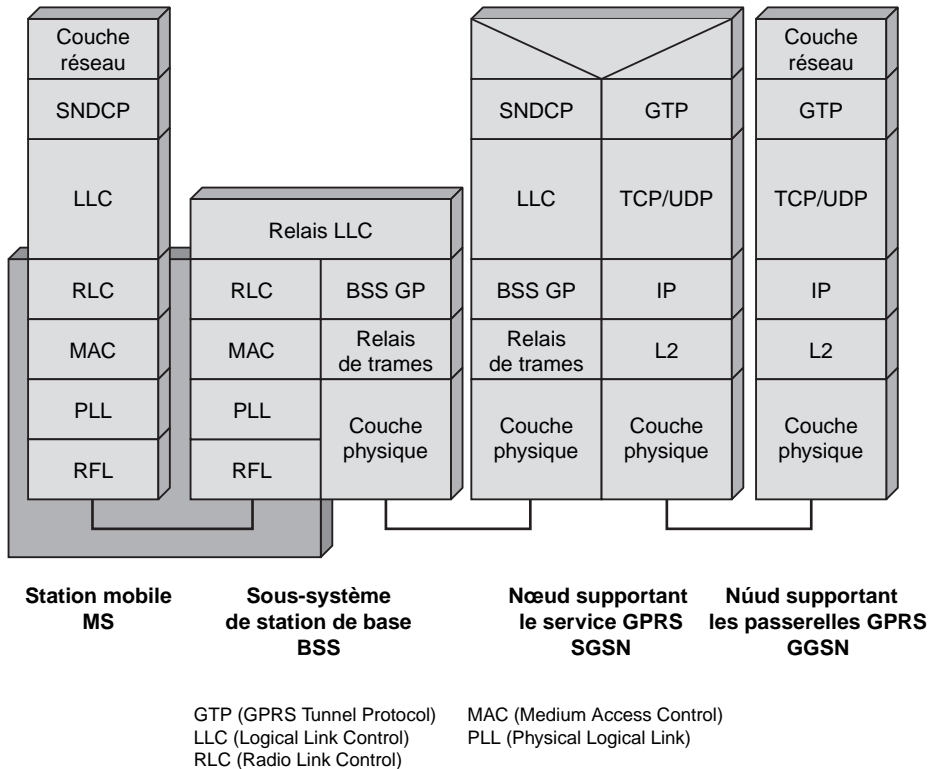 Couche
réseau
SNDCP
LLC
RLC
MAC
PLL
RFL
Relais LLC
RLC
MAC
PLL
RFL
BSS GP
Relais
de trames
Couche
physique
SNDCP
LLC
BSS GP
Relais
de trames
Couche
physique
GTP
TCP/UDP
IP
L2
Couche
physique
Couche
réseau
GTP
TCP/UDP
IP
L2
Couche
physique
Station mobile
MS
Sous-système
de station de base
BSS
Nœud supportant
le service GPRS
SGSN
Núud supportant
les passerelles GPRS
GGSN
GTP (GPRS Tunnel Protocol)
LLC (Logical Link Control)
RLC (Radio Link Control)
MAC (Medium Access Control)
PLL (Physical Logical Link)